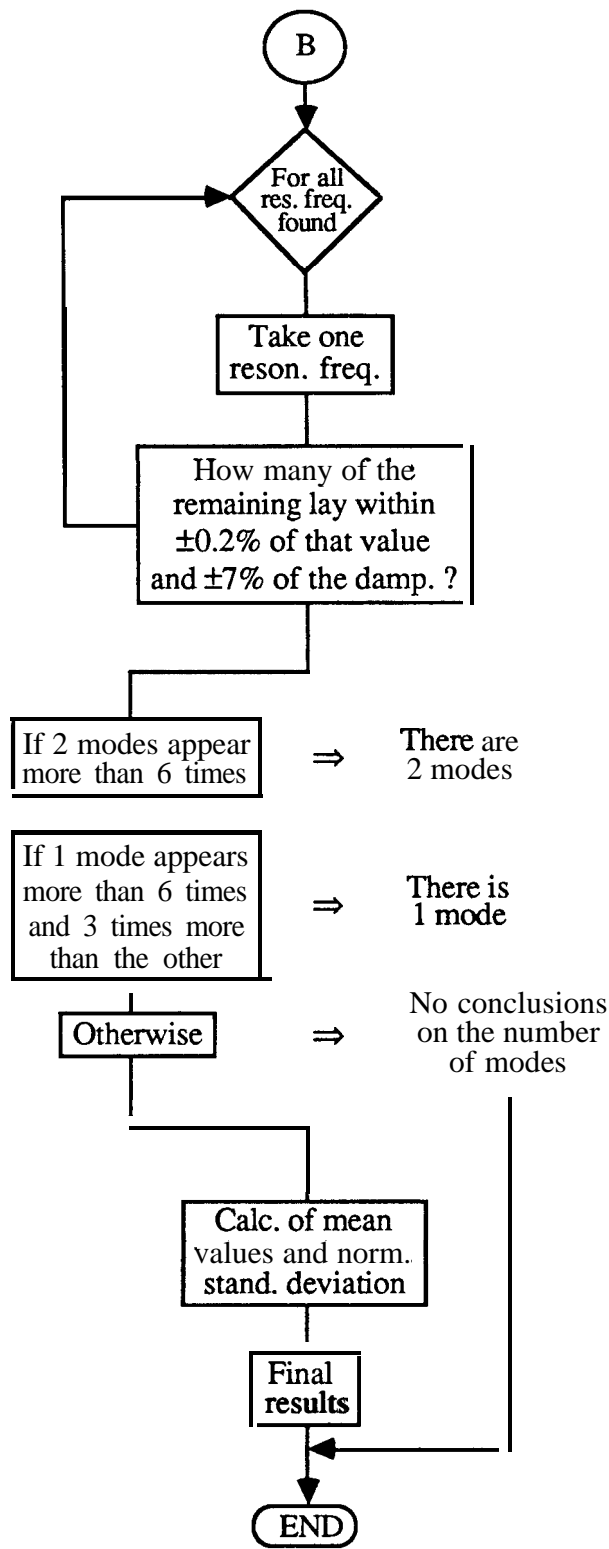 B
For all
res. freq.
found
Take one
reson. freq.
How many of the
remaining lay within
±0.2% of that value
and ±7% of the damp. ?
If 2 modes appear
more than 6 times
⇒
There are
2 modes
If 1 mode appears
more than 6 times
and 3 times more
than the other
⇒
There is
1 mode
Otherwise
⇒
No conclusions
on the number
of modes
Calc. of mean
values and norm..
stand. deviation
Final
results
END